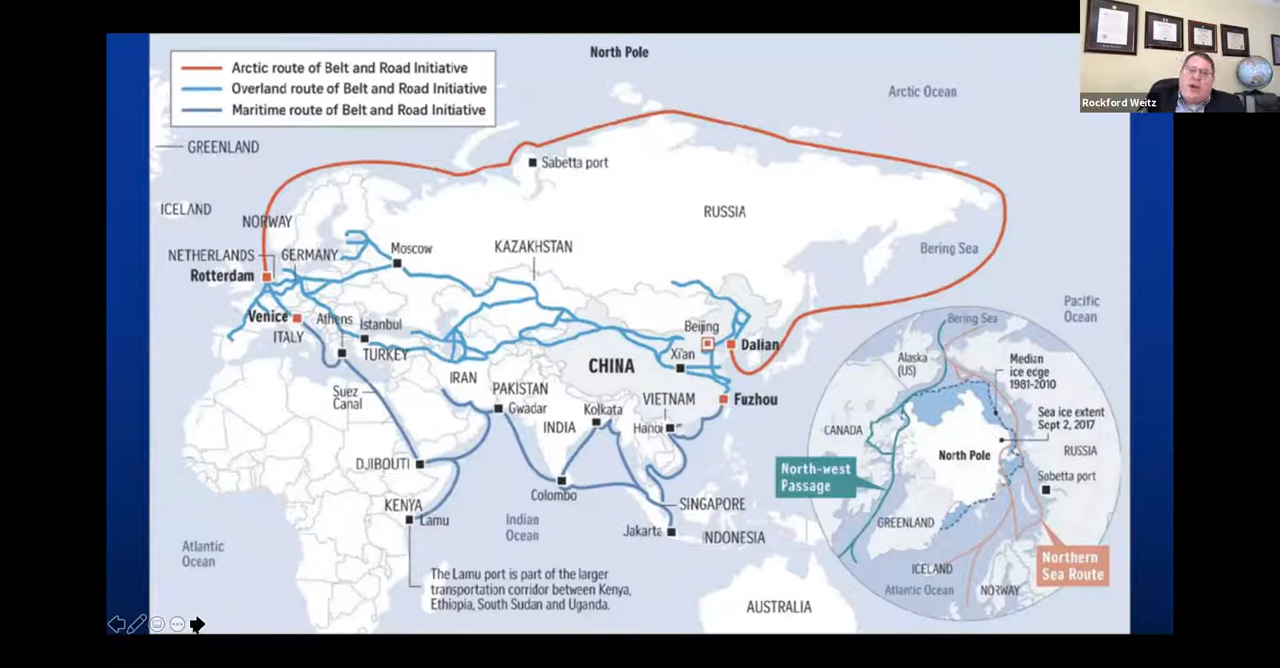 Arctic route of Belt and Road Initiative
Overland route of Belt and Road Initiative
Maritime route of Belt and Road Initiative
North Pole
Arctic Ocean
Rockford Weitz
GREENLAND
Sabetta port
ICELAND
NORWAY
RUSSIA
NETHERLANDS
GERMANY
Moscow
KAZAKHSTAN
Bering Sea
Rotterdam
Venice
Athens
Istanbul
Beijing
Dalian
Pacific
Ocean
ITALY
TURKEY
CHINA
Xi'an
IRAN
PAKISTAN
Suez
Canal
Gwadar
Kolkata
VIETNAM
Fuzhou
INDIA
Hanoi
DJIBOUTI
Colombo
KENYA
Lamu
SINGAPORE
Indian
Ocean
Jakarta
INDONESIA
Atlantic
Ocean
The Lamu port is part of the larger
transportation corridor between Kenya,
Ethiopia, South Sudan and Uganda.
AUSTRALIA
Bering Sea
Alaska
(US)
Median
ice edge
1981-2010
Sea ice extent
Sept 2, 2017
CANADA
RUSSIA
North Pole
Sabetta port
North-west
Passage
GREENLAND
Northern
Sea Route
ICELAND
Atlantic Ocean
NORWAY